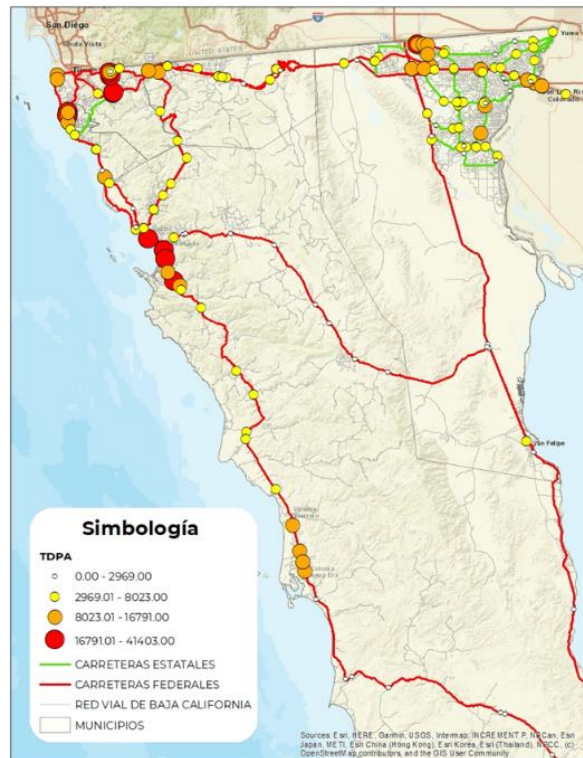 San Diego
Chula Vista
UNITED STATES
Yuma
San Felipe
Simbología
TDPA
0.00 - 2969.00
2969.01 - 8023.00
8023.01 - 16791.00
16791.01 - 41403.00
CARRETERAS ESTATALES
CARRETERAS FEDERALES
RED VIAL DE BAJA CALIFORNIA
MUNICIPIOS
Sources: Esri, HERE, Garmin, USGS, Intermap, INCREMENT P, NRCan, Esri
Japan, METI, Esri China (Hong Kong), Esri Korea, Esri (Thailand), NGCC, (c)
OpenStreetMap contributors, and the GIS User Community